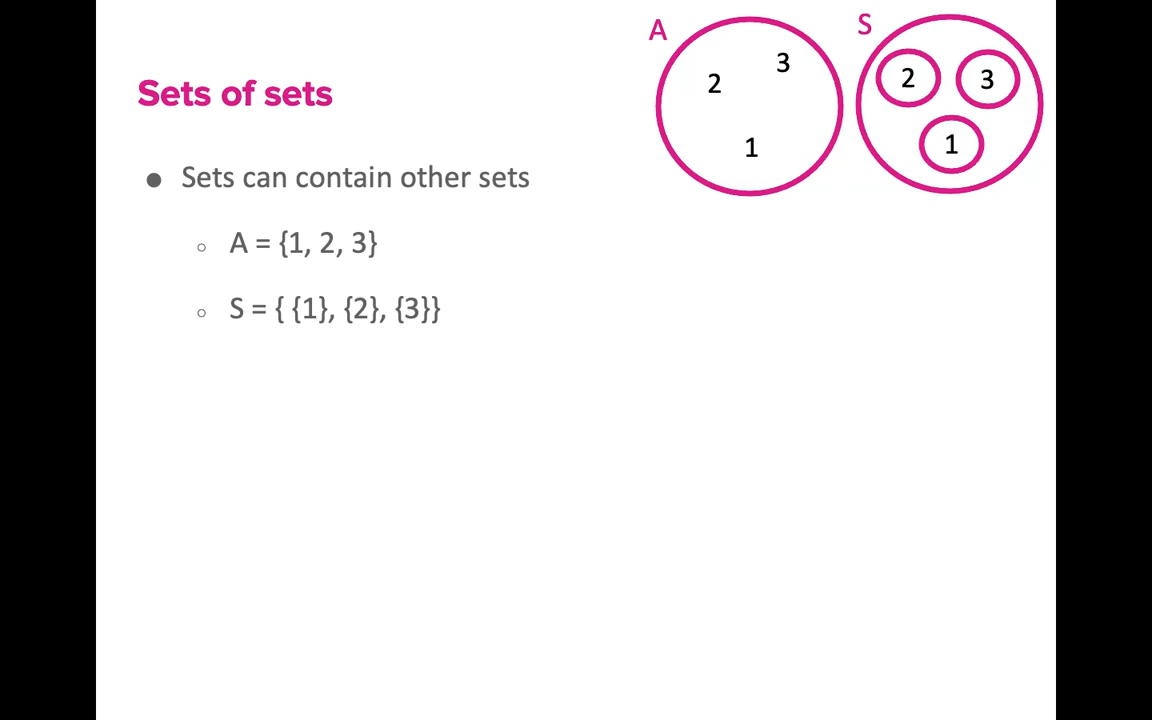 Sets of sets
● Sets can contain other sets
○ A = {1, 2, 3}
○ S = { {1}, {2}, {3}}
A
2
3
1
S
2
3
1